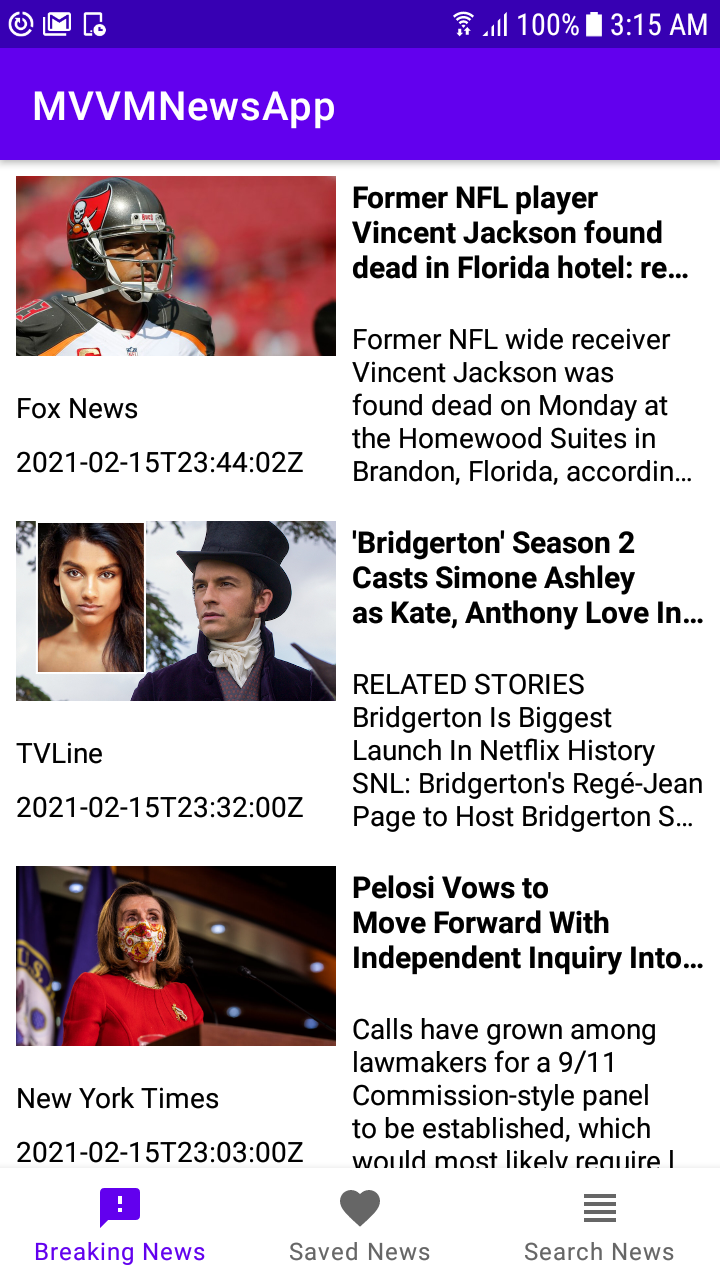 100% 3:15 AM
MVVMNewsApp
Former NFL player
Vincent Jackson found
dead in Florida hotel: re…
Former NFL wide receiver
Vincent Jackson was
found dead on Monday at
the Homewood Suites in
Brandon, Florida, accordin…
Fox News
2021-02-15T23:44:02Z
'Bridgerton' Season 2
Casts Simone Ashley
as Kate, Anthony Love In…
RELATED STORIES
Bridgerton Is Biggest
Launch In Netflix History
SNL: Bridgerton's Regé-Jean
Page to Host Bridgerton S…
TVLine
2021-02-15T23:32:00Z
Pelosi Vows to
Move Forward With
Independent Inquiry Into…
Calls have grown among
lawmakers for a 9/11
Commission-style panel
to be established, which
would most likely require l
New York Times
2021-02-15T23:03:00Z
Breaking News
Saved News
Search News